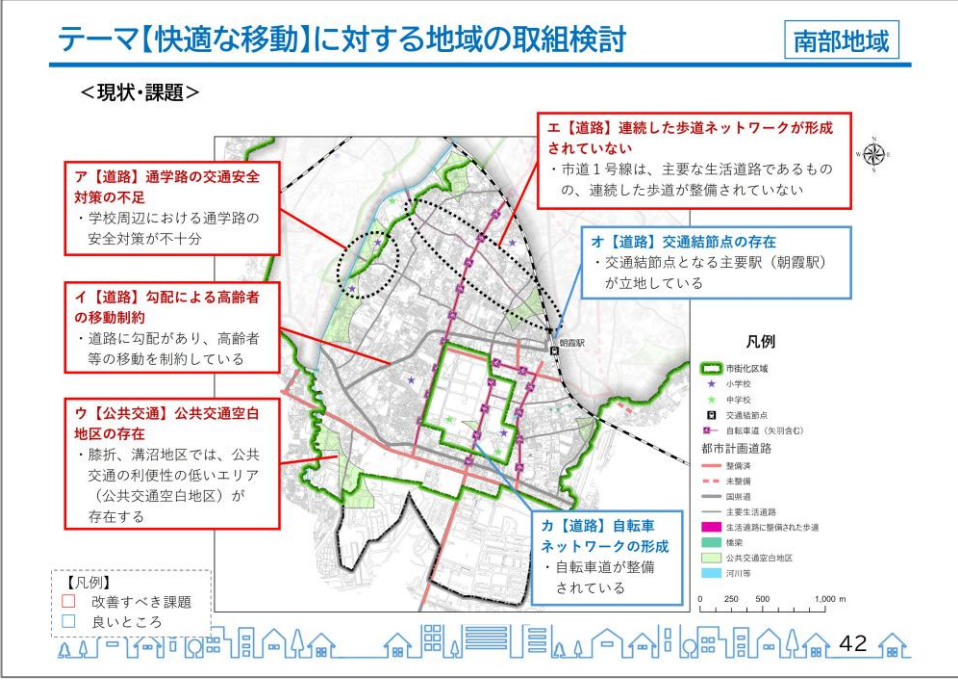 テーマ【快適な移動】に対する地域の取組検討
南部地域
＜現状・課題＞
ア【道路】通学路の交通安全
対策の不足
・学校周辺における通学路の
安全対策が不十分
イ【道路】勾配による高齢者
の移動制約
・道路に勾配があり、高齢者
等の移動を制約している
ウ【公共交通】公共交通空白
地区の存在
・膝折、溝沼地区では、公共
交通の利便性の低いエリア
（公共交通空白地区）が
存在する
エ【道路】連続した歩道ネットワークが形成
されていない
・市道１号線は、主要な生活道路であるもの
の、連続した歩道が整備されていない
オ【道路】交通結節点の存在
・交通結節点となる主要駅（朝霞駅）
が立地している
カ【道路】自転車
ネットワークの形成
・自転車道が整備
されている
朝霞駅
N
W
E
S
凡例
市街化区域
小学校
中学校
交通結節点
自転車道（矢羽含む）
都市計画道路
整備済
未整備
国県道
主要生活道路
生活道路に整備された歩道
橋梁
公共交通空白地区
河川等
0 250 500 1,000 m
【凡例】
改善すべき課題
良いところ
42